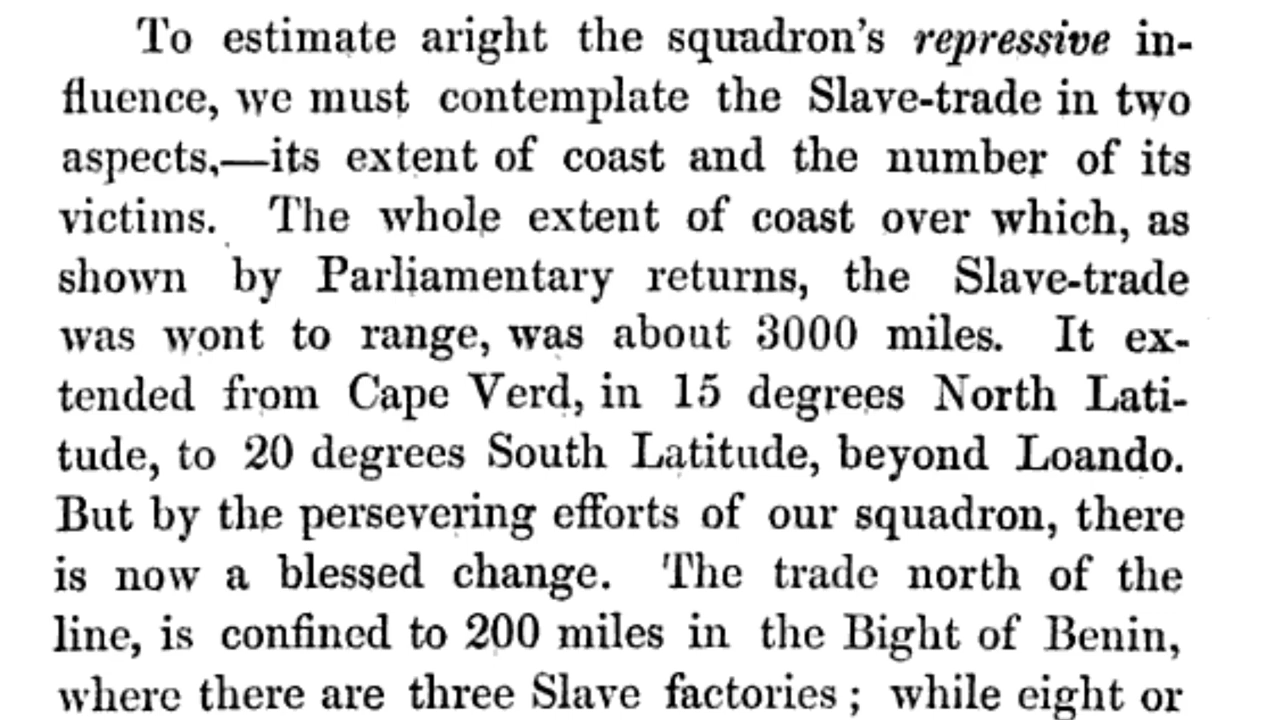 To estimate aright the squadron's repressive in-
fluence, we must contemplate the Slave-trade in two
aspects,—its extent of coast and the number of its
victims. The whole extent of coast over which, as
shown by Parliamentary returns, the Slave-trade
was wont to range, was about 3000 miles. It ex-
tended from Cape Verd, in 15 degrees North Lati-
tude, to 20 degrees South Latitude, beyond Loando.
But by the persevering efforts of our squadron, there
is now a blessed change. The trade north of the
line, is confined to 200 miles in the Bight of Benin,
where there are three Slave factories; while eight or